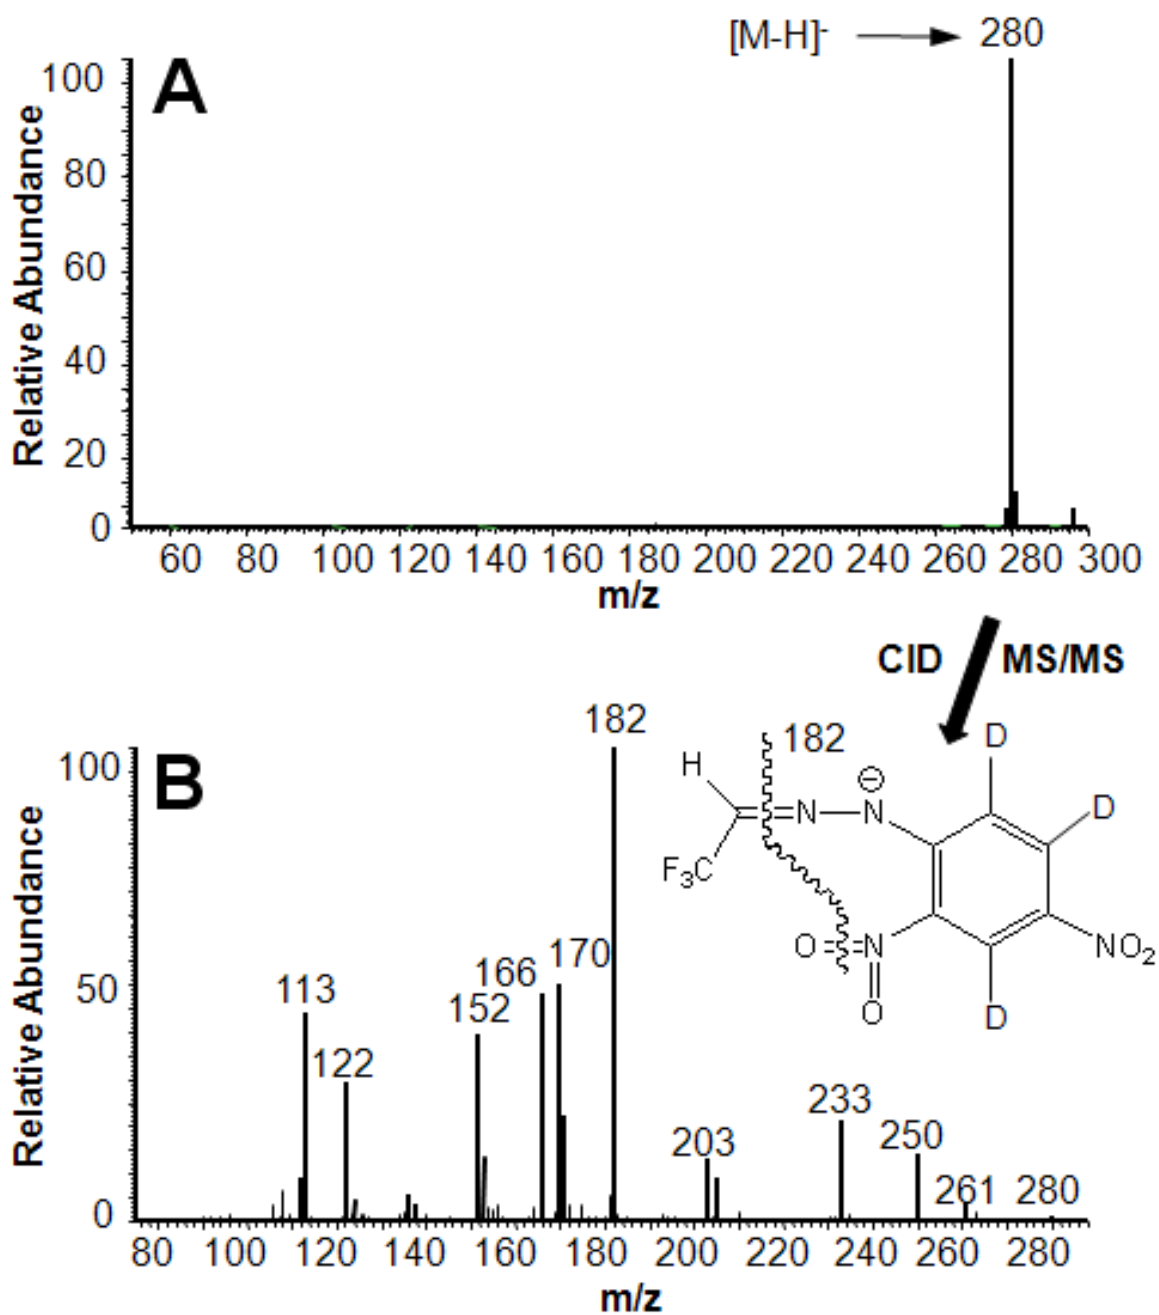 [M-H]- 280
A
100
80
60
40
20
0
Relative Abundance
60 80 100 120 140 160 180 200 220 240 260 280 300
m/z
CID MS/MS
B
100
50
0
Relative Abundance
113
122
152
166
170
182
203
233
250
261
280
182
H
F3C
N
N
⊖
D
D
D
O
N
O
NO2
80 100 120 140 160 180 200 220 240 260 280
m/z